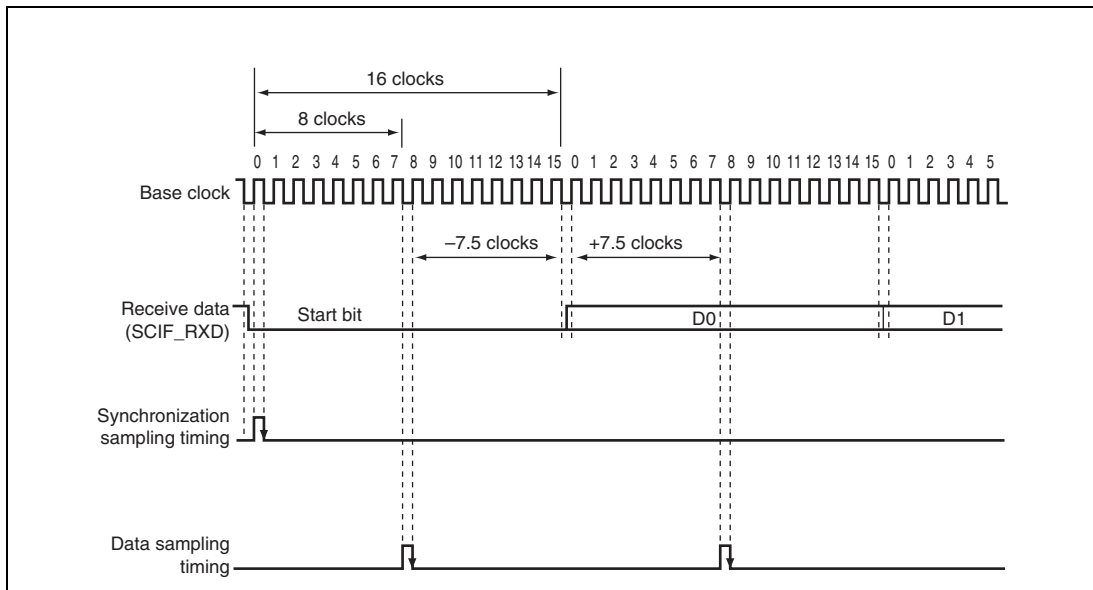 16 clocks
8 clocks
0 1 2 3 4 5 6 7 8 9 10 11 12 13 14 15 0 1 2 3 4 5 6 7 8 9 10 11 12 13 14 15 0 1 2 3 4 5
Base clock
–7.5 clocks +7.5 clocks
Receive data
(SCIF_RXD)
Start bit D0 D1
Synchronization
sampling timing
Data sampling
timing